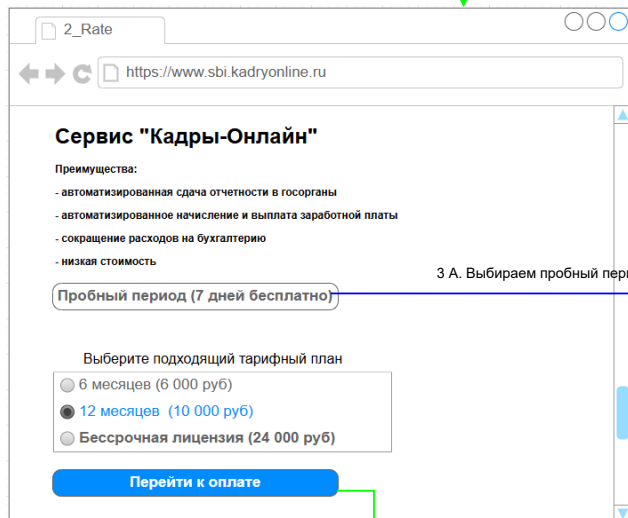 2_Rate
https://www.sbi.kadryonline.ru
Сервис "Кадры-Онлайн"
Преимущества:
- автоматизированная сдача отчетности в госорганы
- автоматизированное начисление и выплата заработной платы
- сокращение расходов на бухгалтерию
- низкая стоимость
3 А. Выбираем пробный
Пробный период (7 дней бесплатно)
Выберите подходящий тарифный план
6 месяцев (6 000 руб)
12 месяцев (10 000 руб)
Бессрочная лицензия (24 000 руб)
Перейти к оплате